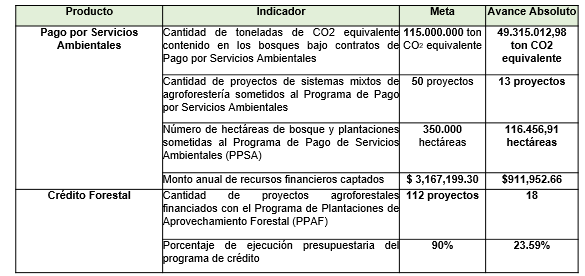 Producto Indicador Meta Avance Absoluto
Pago por Servicios Ambientales
Cantidad de toneladas de CO2 equivalente
contenido en los bosques bajo contratos de
Pago por Servicios Ambientales
115.000.000 ton
CO2 equivalente
49.315.012,98
ton CO2
equivalente
Cantidad de proyectos de sistemas mixtos de
agroforestería sometidos al Programa de Pago
por Servicios Ambientales
50 proyectos
13 proyectos
Número de hectáreas de bosque y plantaciones
sometidas al Programa de Pago de Servicios
Ambientales (PPSA)
350.000
hectáreas
116.456,91
hectáreas
Monto anual de recursos financieros captados
$ 3,167,199.30
$911,952.66
Crédito Forestal
Cantidad de proyectos agroforestales
financiados con el Programa de Plantaciones de
Aprovechamiento Forestal (PPAF)
112 proyectos
18
Porcentaje de ejecución presupuestaria del
programa de crédito
90%
23.59%